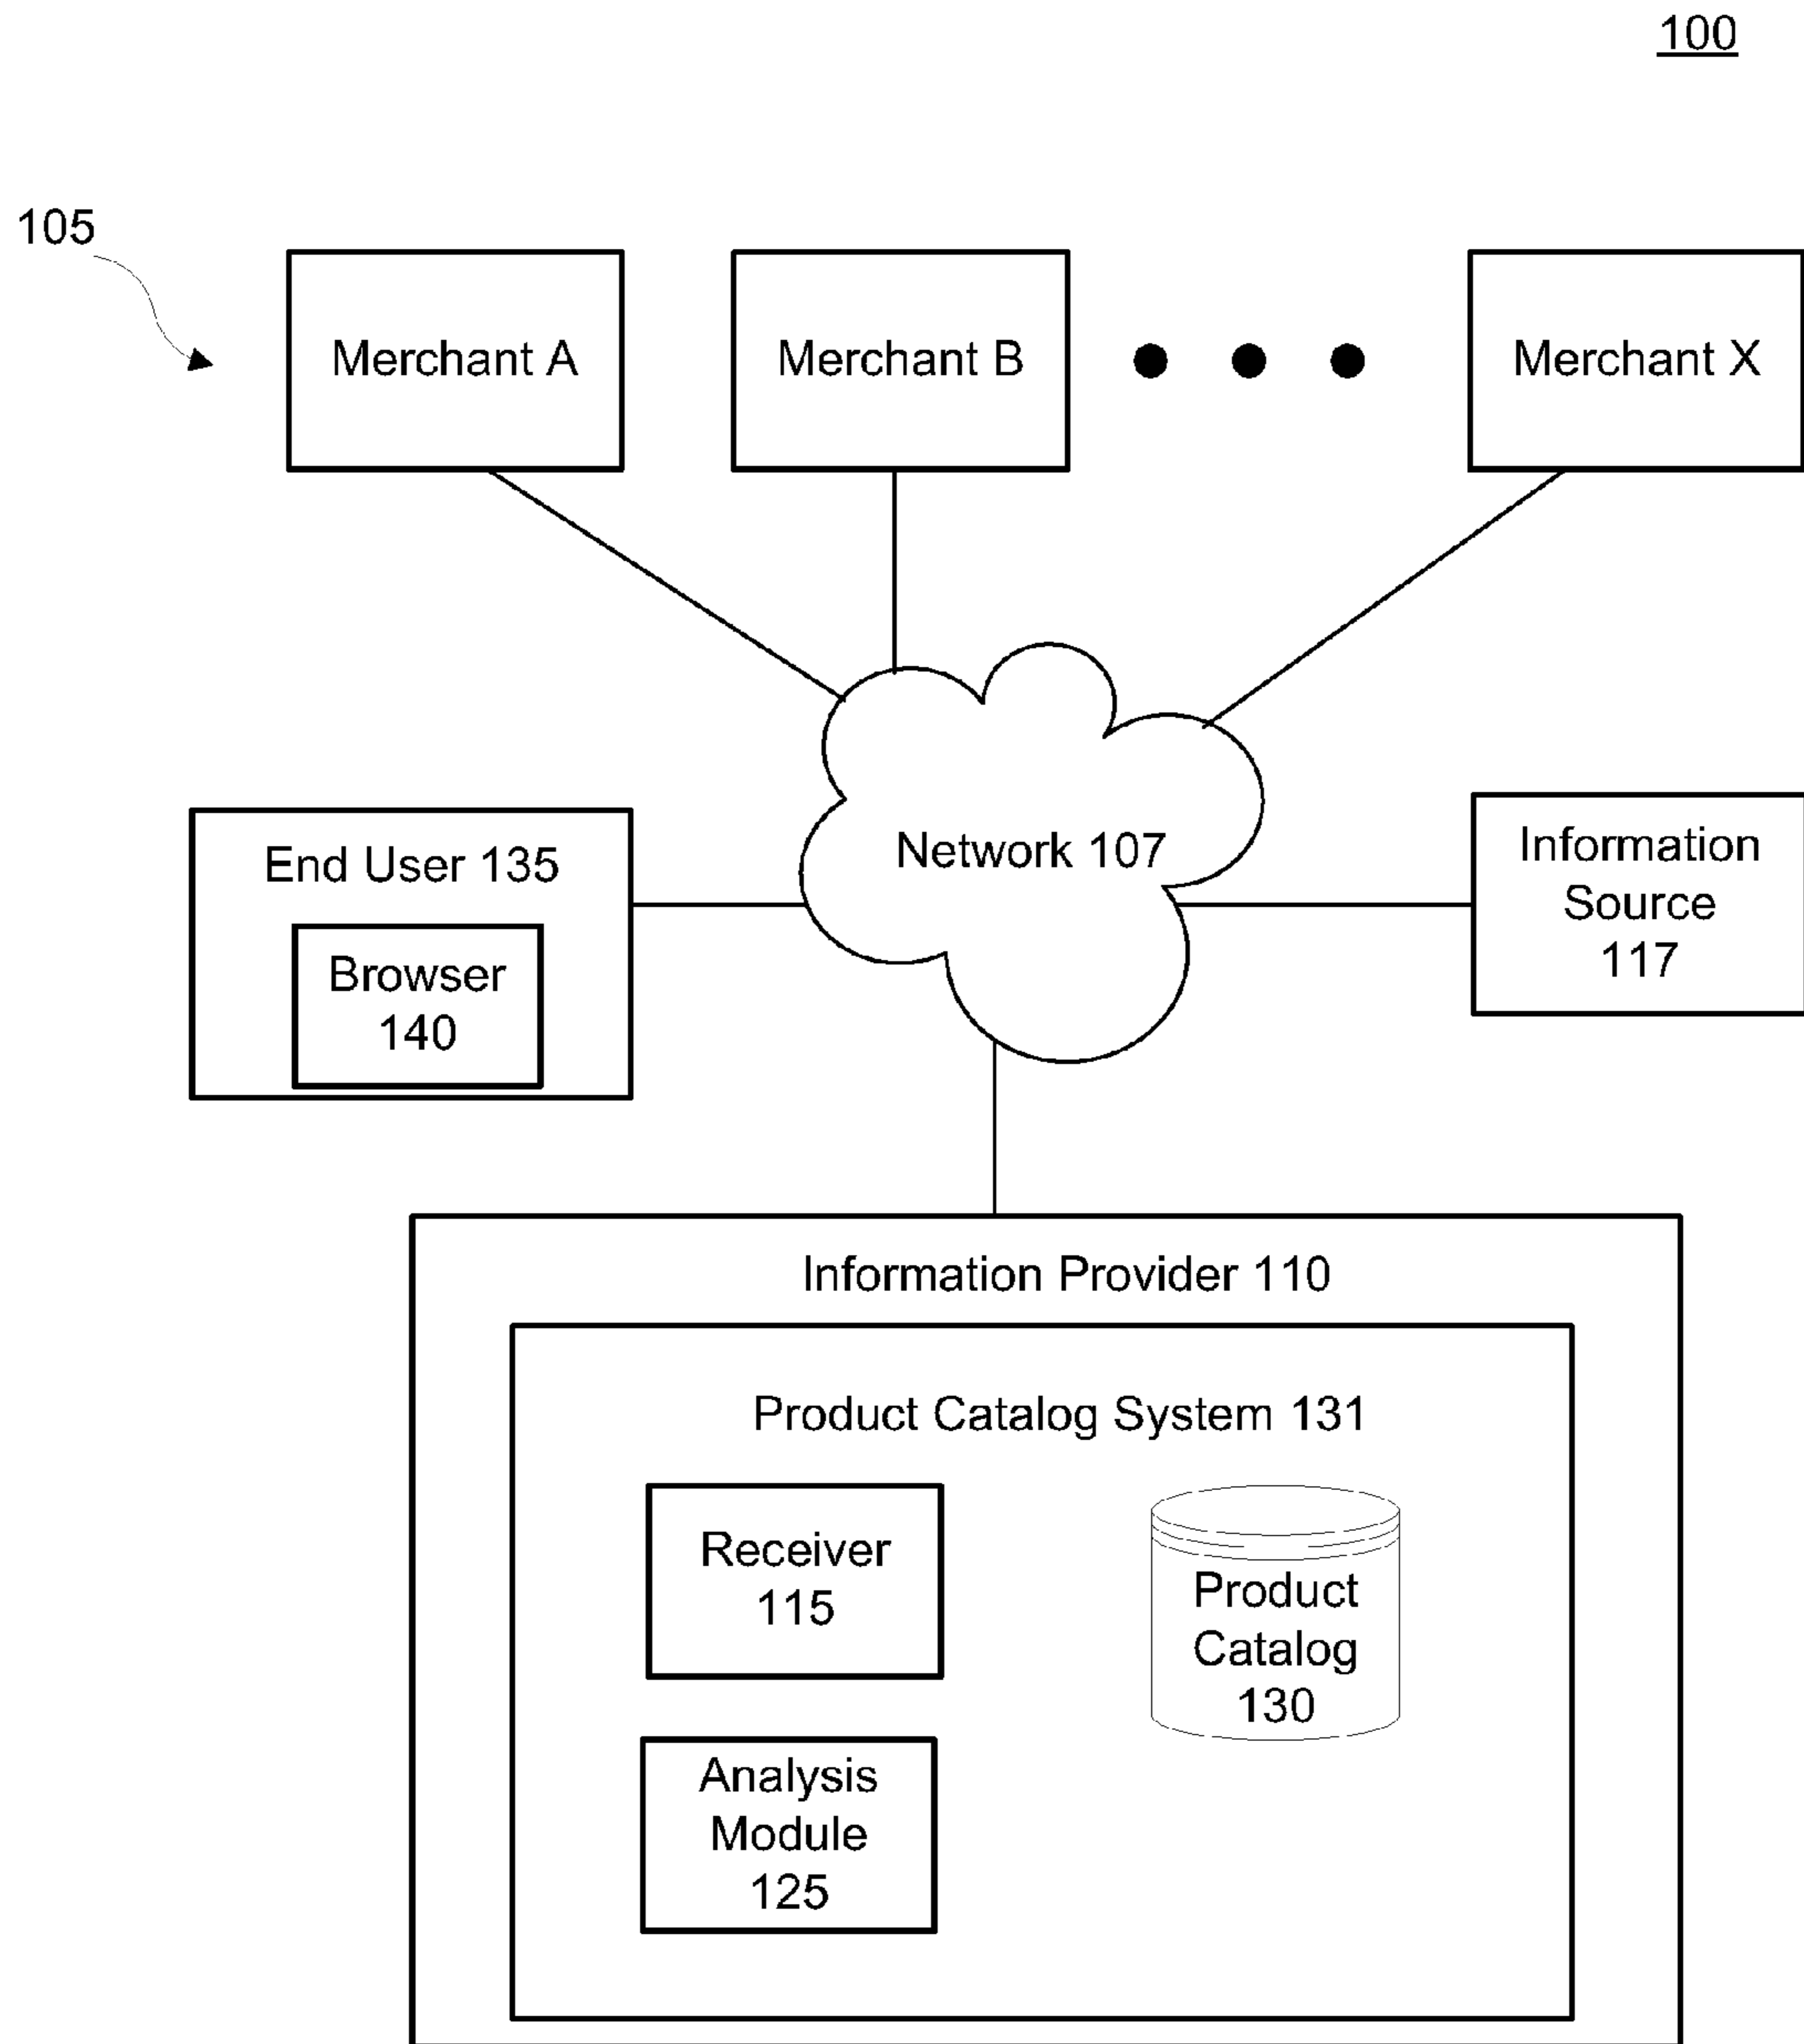 100
105
Merchant A
Merchant B
Merchant X
Network 107
End User 135
Browser
140
Information
Source
117
Information Provider 110
Product Catalog System 131
Receiver
115
Product
Catalog
130
Analysis
Module
125